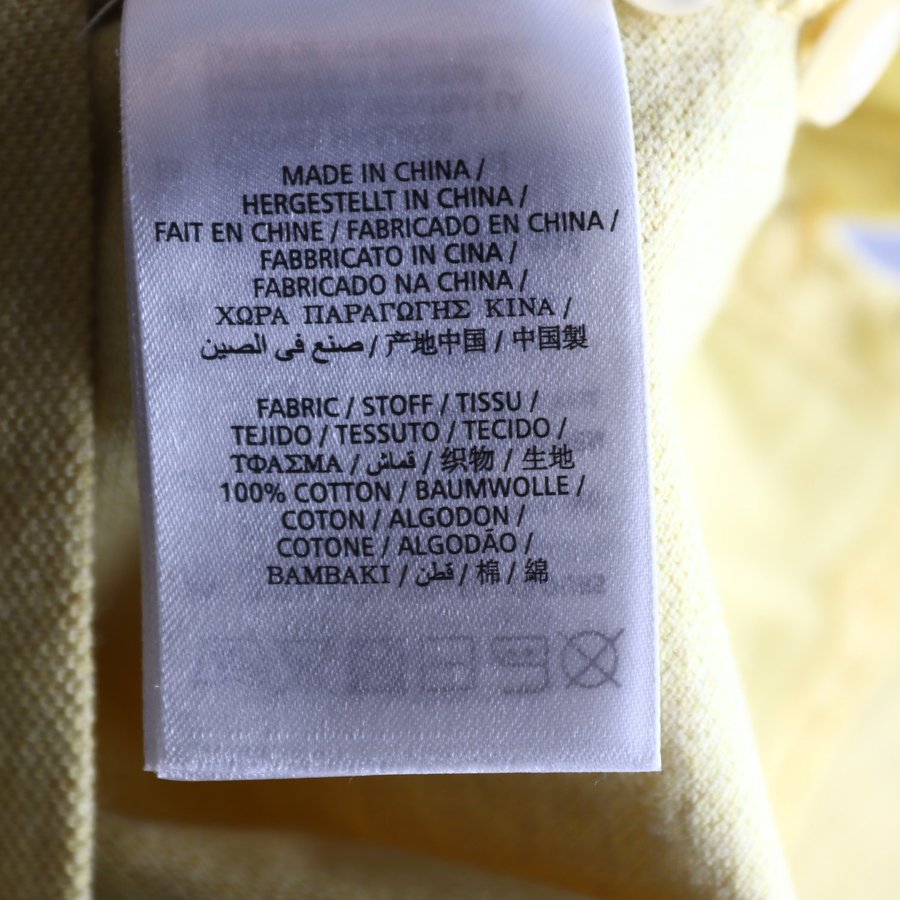 MADE IN CHINA /
HERGESTELLT IN CHINA /
FAIT EN CHINE / FABRICADO EN CHINA /
FABBRICATO IN CINA /
FABRICADO NA CHINA /
ΧΩΡΑ ΠΑΡΑΓΩΓΗΣ ΚΙΝΑ /
صنع في الصين / 产地中国 / 中国製
FABRIC / STOFF / TISSU /
TEJIDO / TESSUTO / TECIDO /
ΤΦΑΣΜΑ / قماش / 织物 / 生地
100% COTTON / BAUMWOLLE /
COTON / ALGODON /
COTONE / ALGODÃO /
BAMBAKI / قطن / 棉 / 綿